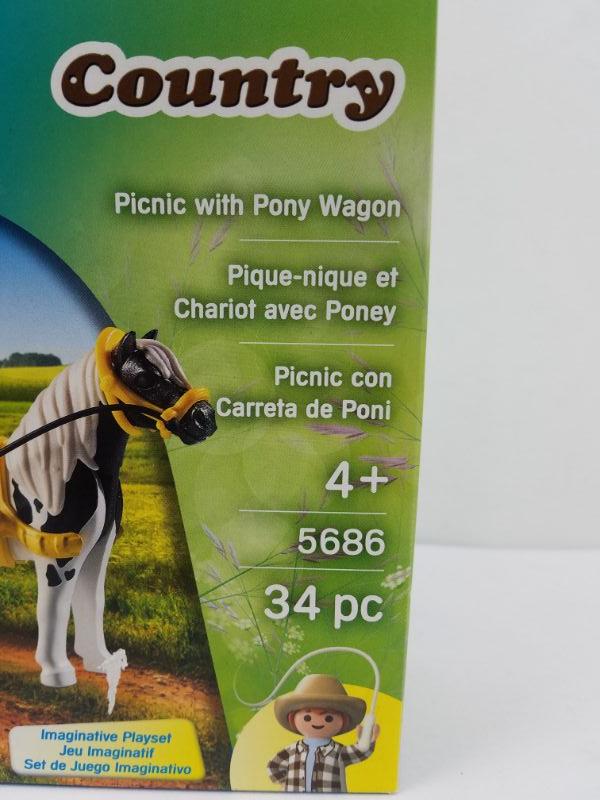 Country
Picnic with Pony Wagon
Pique-nique et
Chariot avec Poney
Picnic con
Carreta de Poni
4+
5686
34 pc
Imaginative Playset
Jeu Imaginatif
Set de Juego Imaginativo